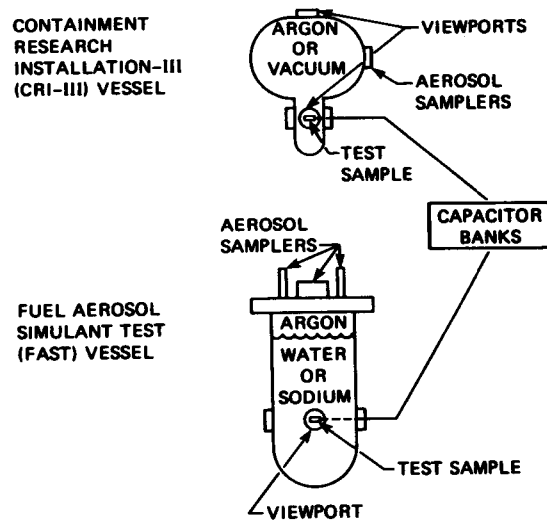 CONTAINMENT
RESEARCH
INSTALLATION-III
(CRI-III) VESSEL
ARGON
OR
VACUUM
VIEWPORTS
AEROSOL
SAMPLERS
TEST
SAMPLE
CAPACITOR
BANKS
AEROSOL
SAMPLERS
FUEL AEROSOL
SIMULANT TEST
(FAST) VESSEL
ARGON
WATER
OR
SODIUM
TEST SAMPLE
VIEWPORT